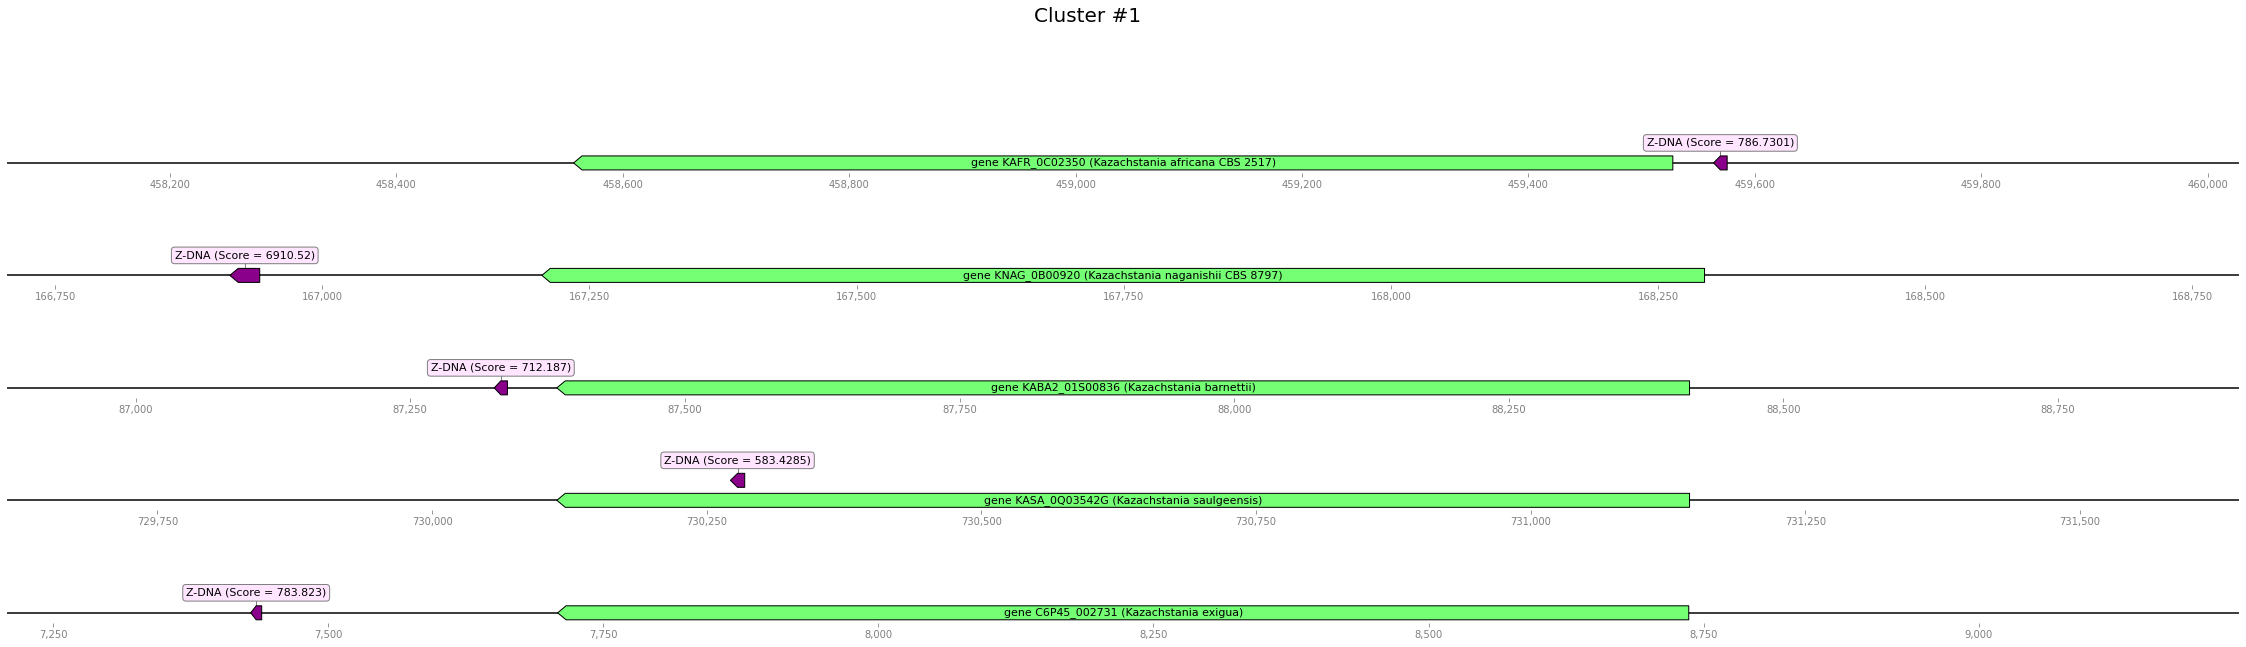 Cluster #1
Z-DNA (Score = 786.7301)
gene KAFR_0C02350 (Kazachstania africana CBS 2517)
458,200 458,400 458,600 458,800 459,000 459,200 459,400 459,600 459,800 460,000
Z-DNA (Score = 6910.52)
gene KNAG_0B00920 (Kazachstania naganishii CBS 8797)
166,750 167,000 167,250 167,500 167,750 168,000 168,250 168,500 168,750
Z-DNA (Score = 712.187)
gene KABA2_01S00836 (Kazachstania barnettii)
87,000 87,250 87,500 87,750 88,000 88,250 88,500 88,750
Z-DNA (Score = 583.4285)
gene KASA_0Q03542G (Kazachstania saulgeensis)
729,750 730,000 730,250 730,500 730,750 731,000 731,250 731,500
Z-DNA (Score = 783.823)
gene C6P45_002731 (Kazachstania exigua)
7,250 7,500 7,750 8,000 8,250 8,500 8,750 9,000